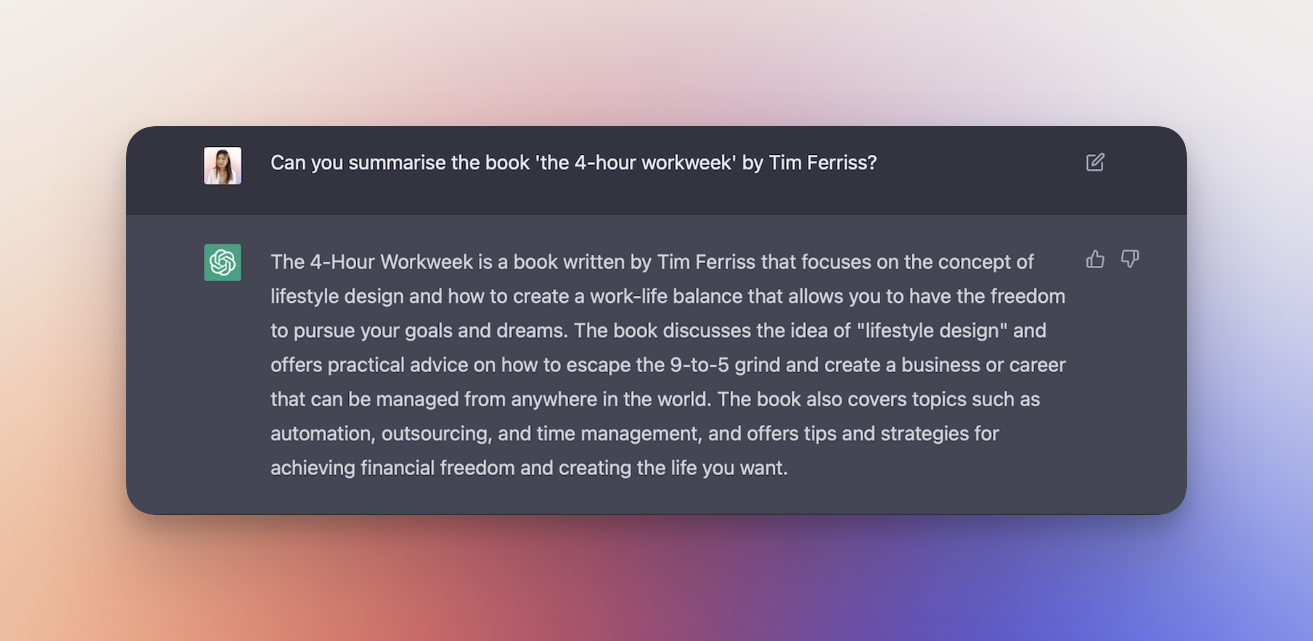 Can you summarise the book 'the 4-hour workweek' by Tim Ferriss?
The 4-Hour Workweek is a book written by Tim Ferriss that focuses on the concept of
lifestyle design and how to create a work-life balance that allows you to have the freedom
to pursue your goals and dreams. The book discusses the idea of "lifestyle design" and
offers practical advice on how to escape the 9-to-5 grind and create a business or career
that can be managed from anywhere in the world. The book also covers topics such as
automation, outsourcing, and time management, and offers tips and strategies for
achieving financial freedom and creating the life you want.